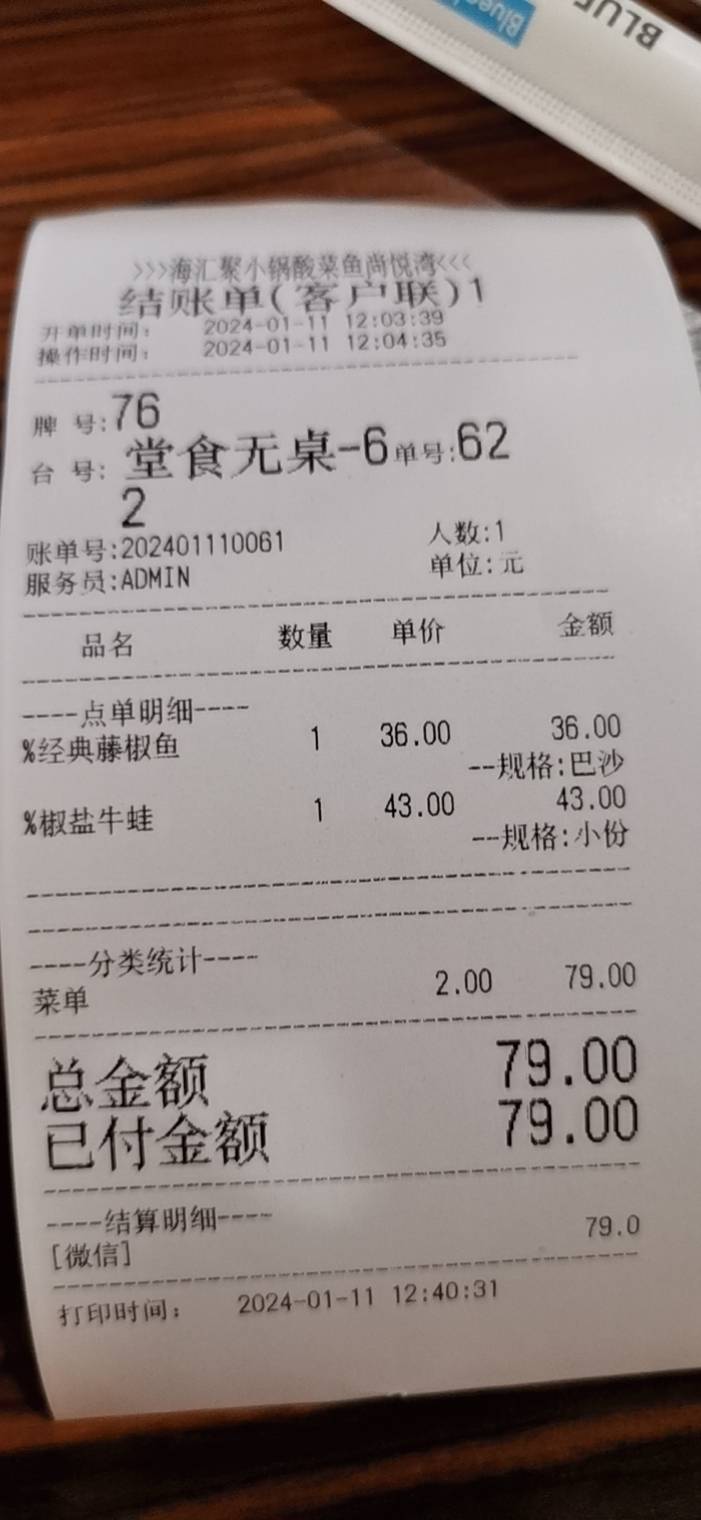 BLUE
Blue
>>>海汇聚小锅酸菜鱼尚悦湾<<<
结账单(客户联)1
开单时间: 2024-01-11 12:03:39
操作时间: 2024-01-11 12:04:35
牌 号:76
台 号: 堂食无桌-6单号:62
2
账单号:202401110061 人数:1
服务员:ADMIN 单位:元
品名 数量 单价 金额
----点单明细----
%经典藤椒鱼 1 36.00 36.00
--规格:巴沙
%椒盐牛蛙 1 43.00 43.00
--规格:小份
----分类统计----
菜单 2.00 79.00
总金额 79.00
已付金额 79.00
----结算明细----
[微信] 79.0
打印时间: 2024-01-11 12:40:31